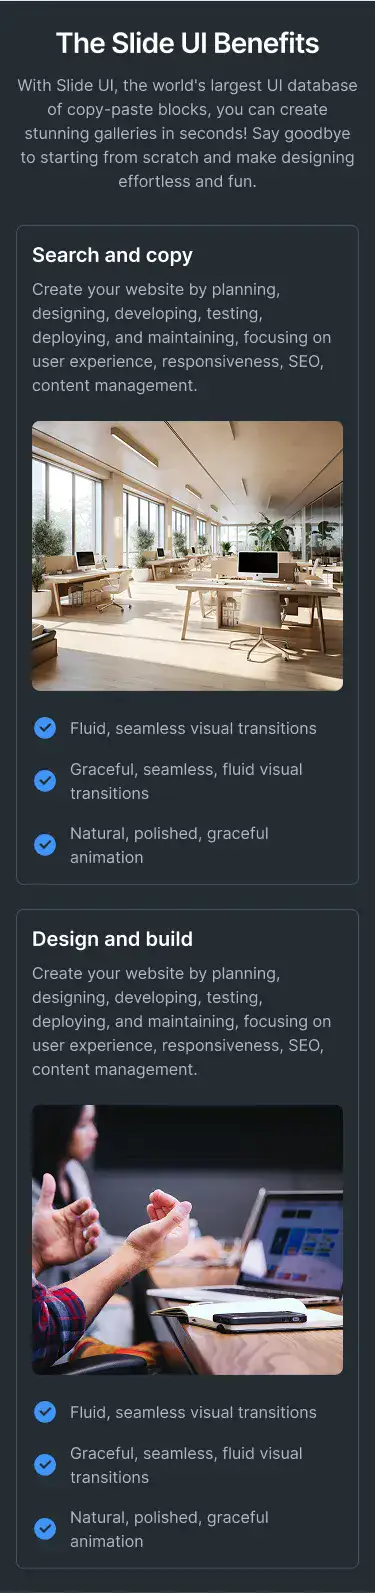 The Slide UI Benefits
With Slide UI, the world's largest UI database
of copy-paste blocks, you can create
stunning galleries in seconds! Say goodbye
to starting from scratch and make designing
effortless and fun.
Search and copy
Create your website by planning,
designing, developing, testing,
deploying, and maintaining, focusing on
user experience, responsiveness, SEO,
content management.
Fluid, seamless visual transitions
Graceful, seamless, fluid visual
transitions
Natural, polished, graceful
animation
Design and build
Create your website by planning,
designing, developing, testing,
deploying, and maintaining, focusing on
user experience, responsiveness, SEO,
content management.
Fluid, seamless visual transitions
Graceful, seamless, fluid visual
transitions
Natural, polished, graceful
animation